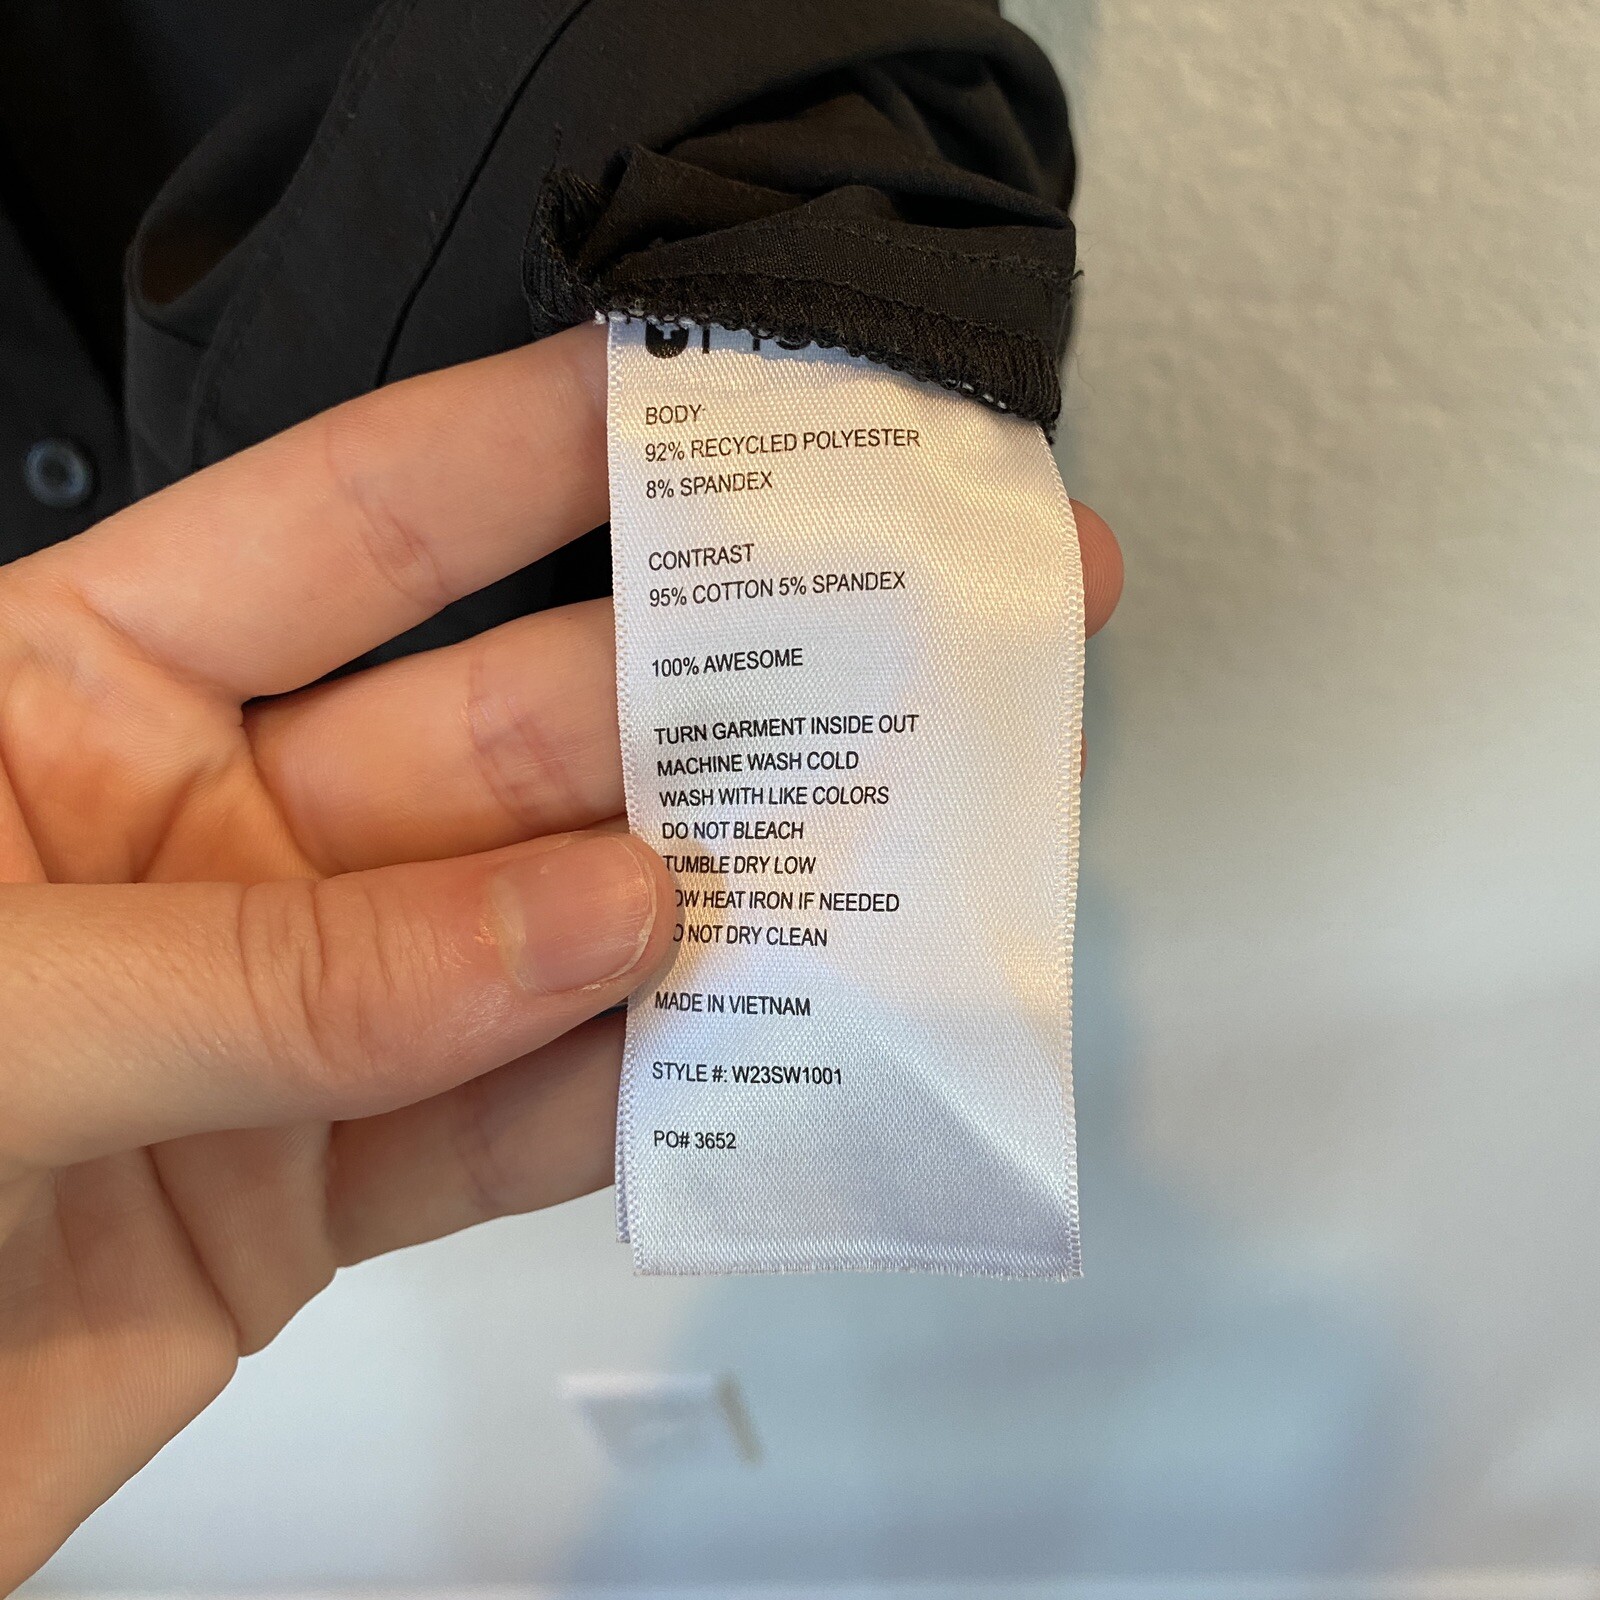 BODY
92% RECYCLED POLYESTER
8% SPANDEX
CONTRAST
95% COTTON 5% SPANDEX
100% AWESOME
TURN GARMENT INSIDE OUT
MACHINE WASH COLD
WASH WITH LIKE COLORS
DO NOT BLEACH
TUMBLE DRY LOW
OW HEAT IRON IF NEEDED
O NOT DRY CLEAN
MADE IN VIETNAM
STYLE #: W23SW1001
PO# 3652